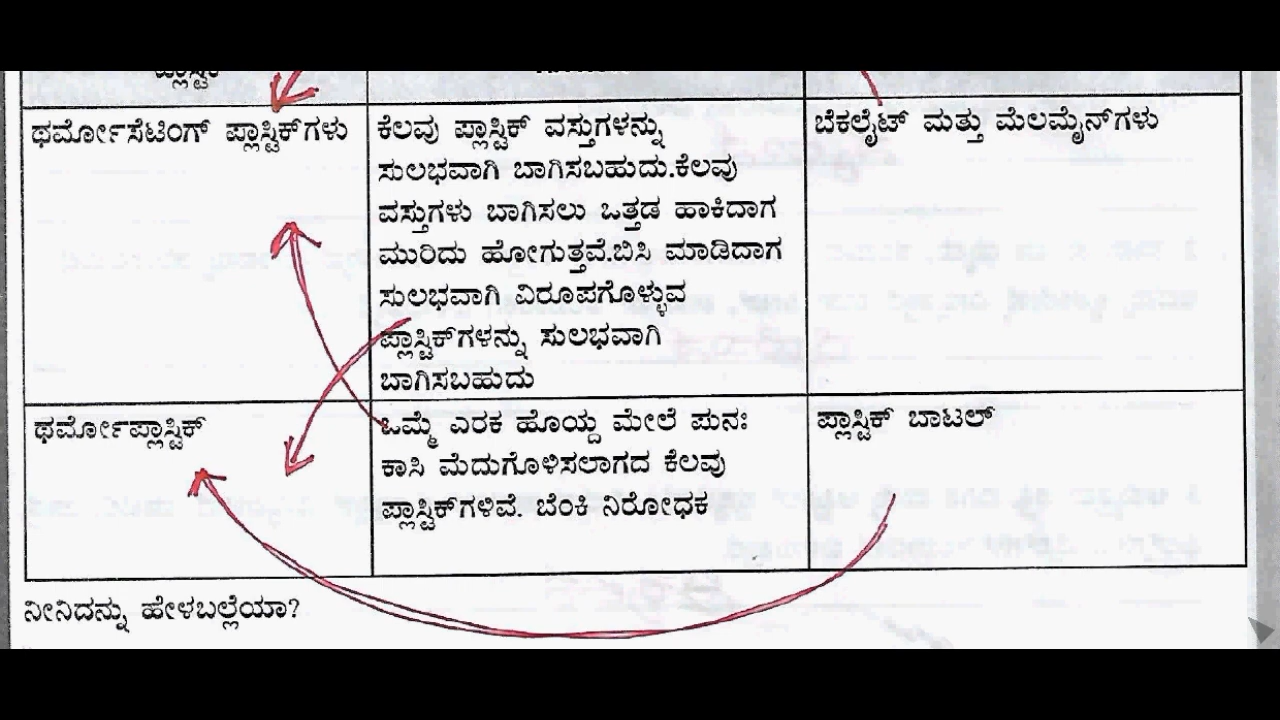 ಥರ್ಮೋಸೆಟಿಂಗ್ ಪ್ಲಾಸ್ಟಿಕ್‌ಗಳು
ಕೆಲವು ಪ್ಲಾಸ್ಟಿಕ್ ವಸ್ತುಗಳನ್ನು
ಸುಲಭವಾಗಿ ಬಾಗಿಸಬಹುದು.ಕೆಲವು
ವಸ್ತುಗಳು ಬಾಗಿಸಲು ಒತ್ತಡ ಹಾಕಿದಾಗ
ಮುರಿದು ಹೋಗುತ್ತವೆ.ಬಿಸಿ ಮಾಡಿದಾಗ
ಸುಲಭವಾಗಿ ವಿರೂಪಗೊಳ್ಳುವ
ಪ್ಲಾಸ್ಟಿಕ್‌ಗಳನ್ನು ಸುಲಭವಾಗಿ
ಬಾಗಿಸಬಹುದು
ಬೆಕಲೈಟ್ ಮತ್ತು ಮೆಲಮೈನ್‌ಗಳು
ಥರ್ಮೋಪ್ಲಾಸ್ಟಿಕ್
ಒಮ್ಮೆ ಎರಕ ಹೊಯ್ದ ಮೇಲೆ ಪುನಃ
ಕಾಸಿ ಮೆದುಗೊಳಿಸಲಾಗದ ಕೆಲವು
ಪ್ಲಾಸ್ಟಿಕ್‌ಗಳಿವೆ. ಬೆಂಕಿ ನಿರೋಧಕ
ಪ್ಲಾಸ್ಟಿಕ್ ಬಾಟಲ್
ನೀನಿದನ್ನು ಹೇಳಬಲ್ಲೆಯಾ?